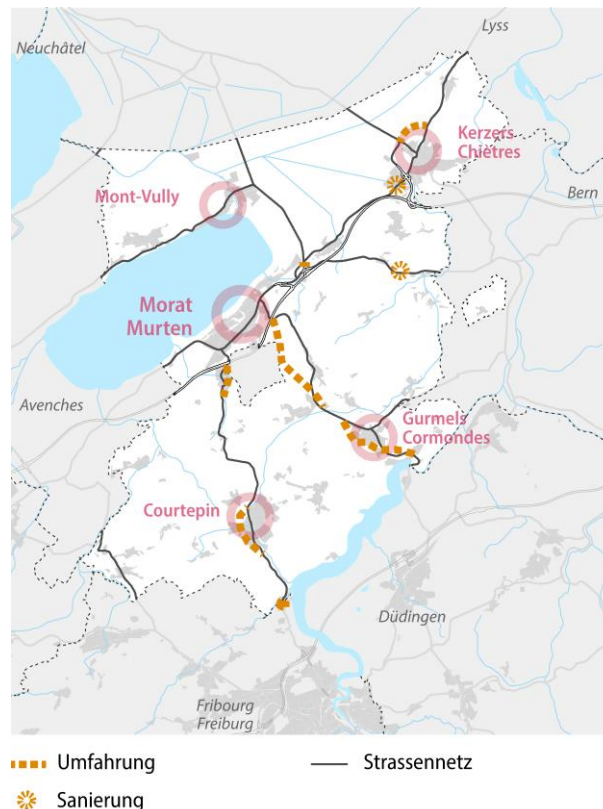 Neuchâtel
Lyss
Kerzers
Chiètres
Mont-Vully
Bern
Morat
Murten
Avenches
Gurmels
Cormondes
Courtepin
Düdingen
Fribourg
Freiburg
Umfahrung
Strassennetz
Sanierung